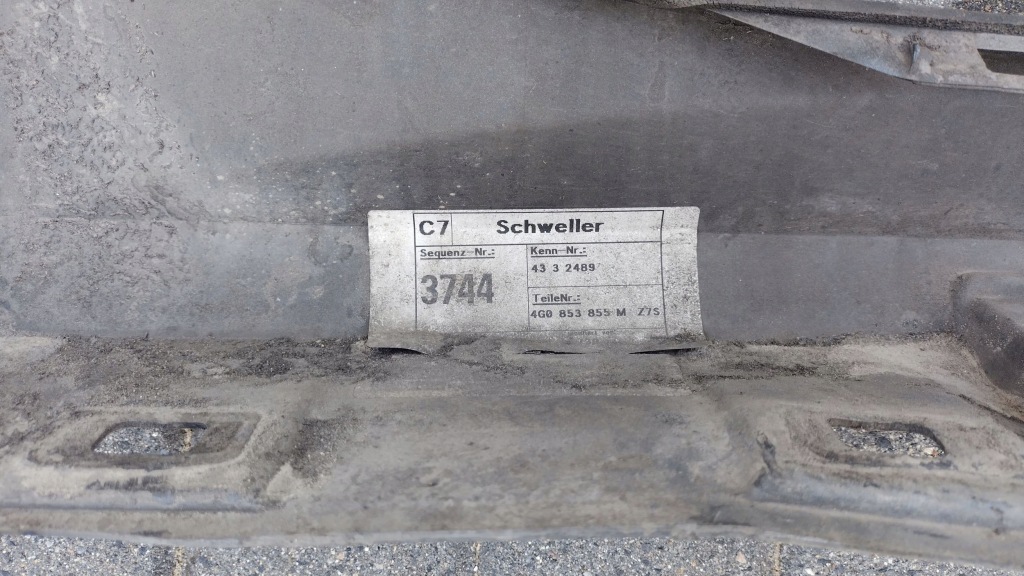 C7 Schweller
Sequenz-Nr.:
3744
Kenn-Nr.:
43 3 2489
TeileNr.:
4G0 853 855 M Z7S